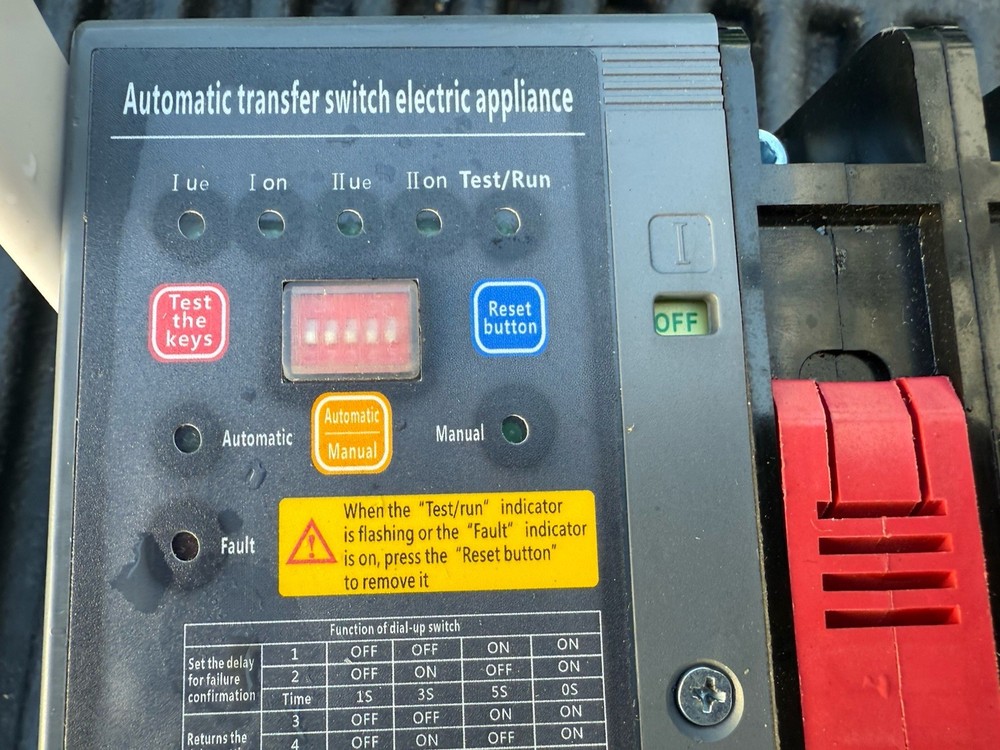 Automatic transfer switch electric appliance
I ue I on II ue II on Test/Run
I
Test
the
keys
Reset
button
OFF
Automatic
Automatic
Manual
Manual
Fault
When the "Test/run" indicator
is flashing or the "Fault" indicator
is on, press the "Reset button"
to remove it
Function of dial-up switch
Set the delay
for failure
confirmation
1 OFF OFF ON ON
2 OFF ON OFF ON
Time 1S 3S 5S 0S
Returns the
3 OFF OFF ON ON
4 OFF ON OFF ON